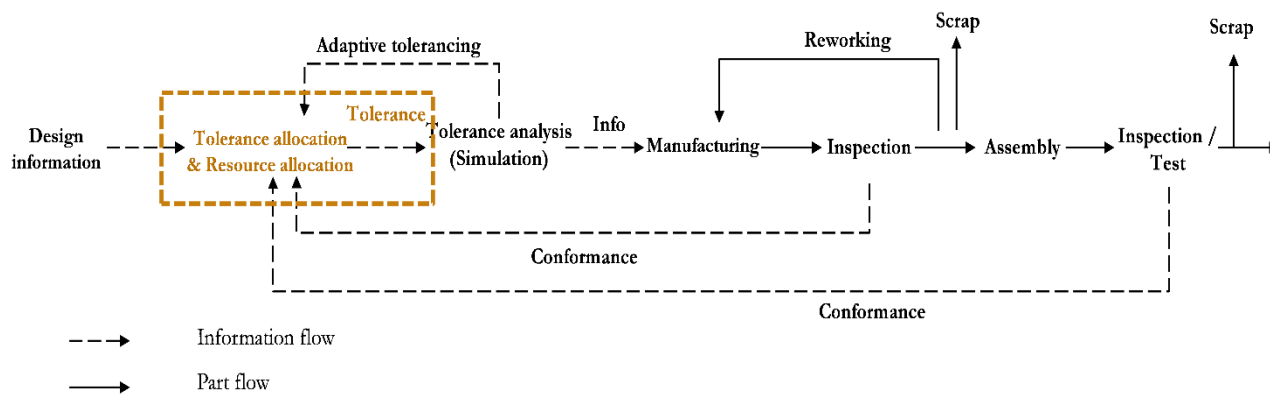 Scrap
Scrap
Reworking
Adaptive tolerancing
Tolerance
Design
information
Tolerance allocation
& Resource allocation
Tolerance analysis
(Simulation)
Info
Manufacturing
Inspection
Assembly
Inspection /
Test
Conformance
Conformance
Information flow
Part flow